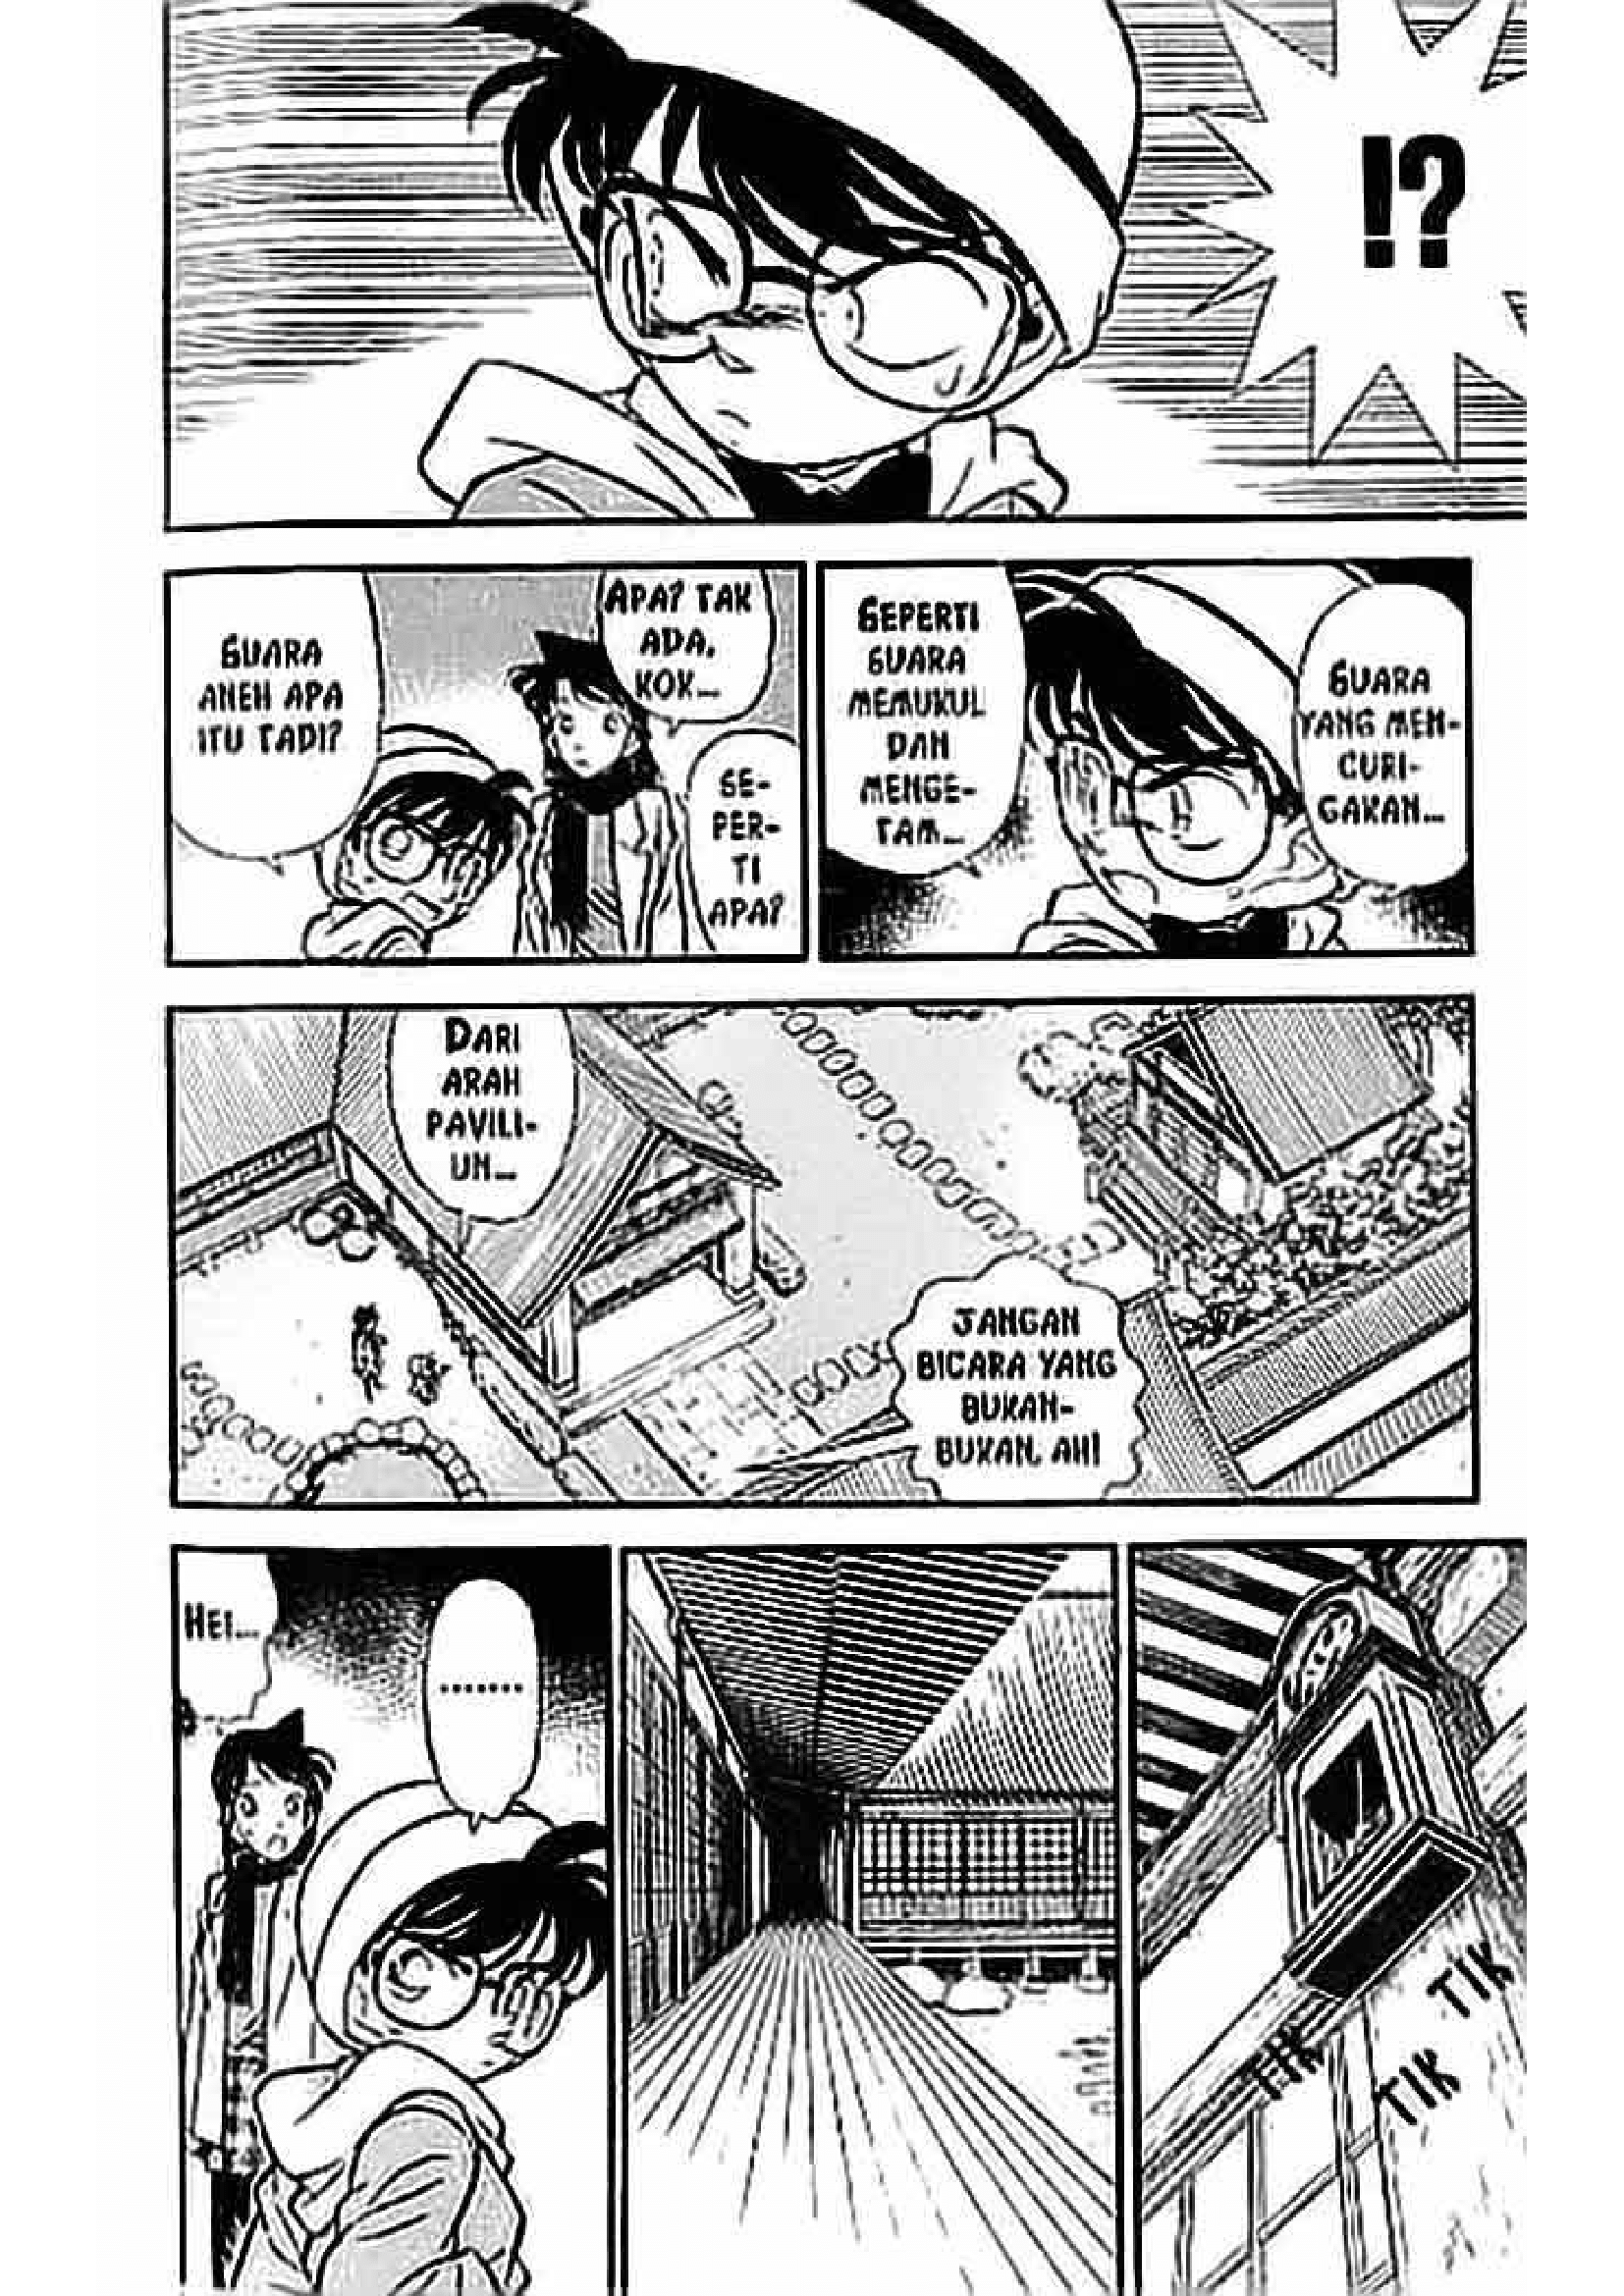 !?
SUARA
ANEH APA
ITU TADI?
APA? TAK
ADA,
KOK...
SE-
PER-
TI
APA?
SEPERTI
SUARA
MEMUKUL
DAN
MENGE-
TAM...
SUARA
YANG MEN-
CURI-
GAKAN...
DARI
ARAH
PAVILI-
UN...
JANGAN
BICARA YANG
BUKAN-
BUKAN, AH!
HEI...
.......
TIK
TIK
TIK